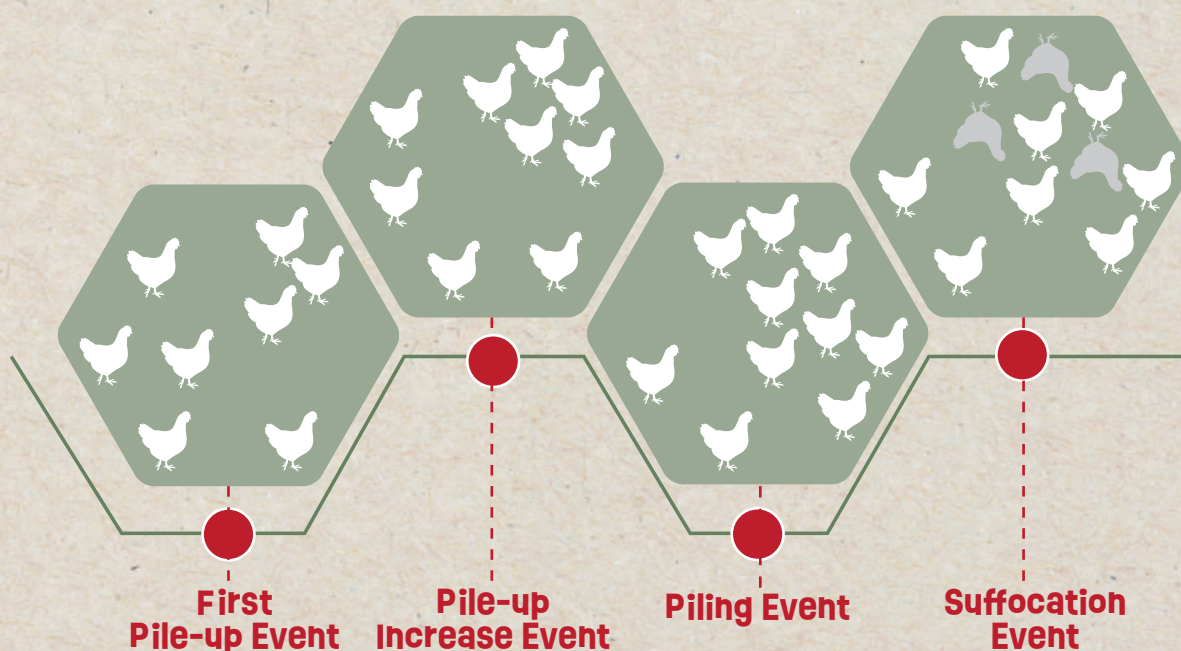 First
Pile-up Event
Pile-up
Increase Event
Piling Event
Suffocation
Event